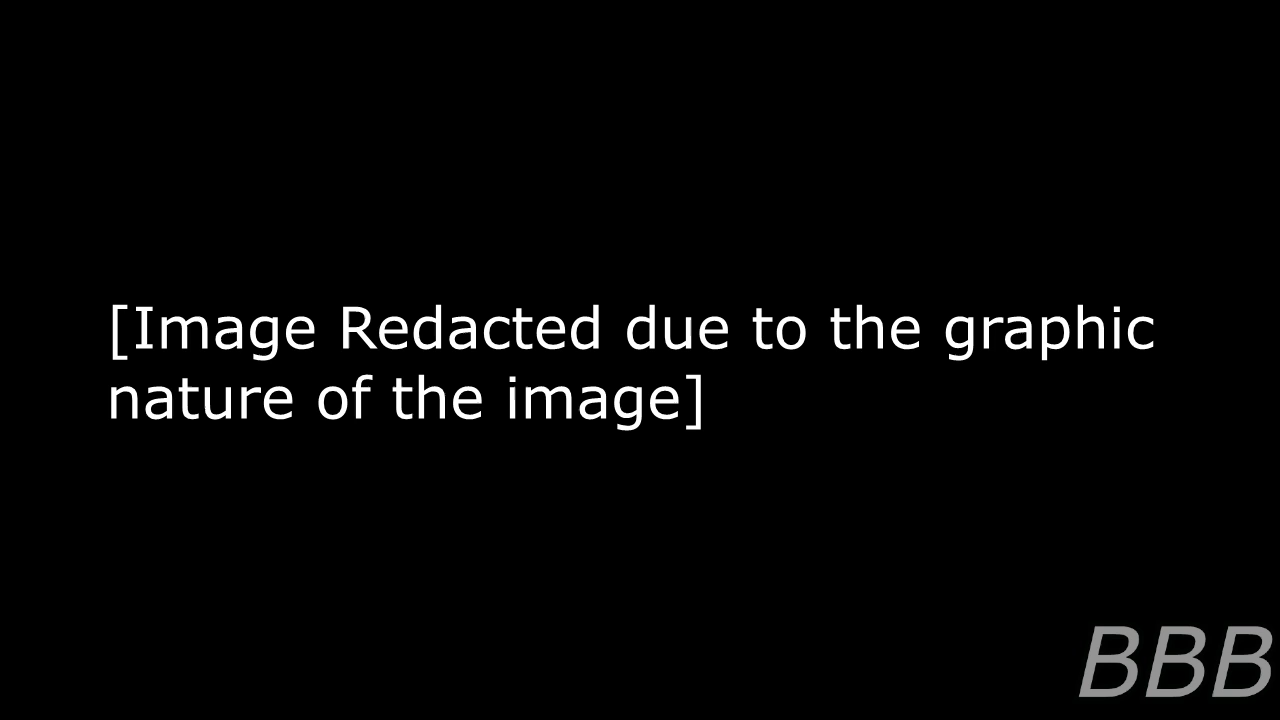 [Image Redacted due to the graphic
nature of the image]
BBB